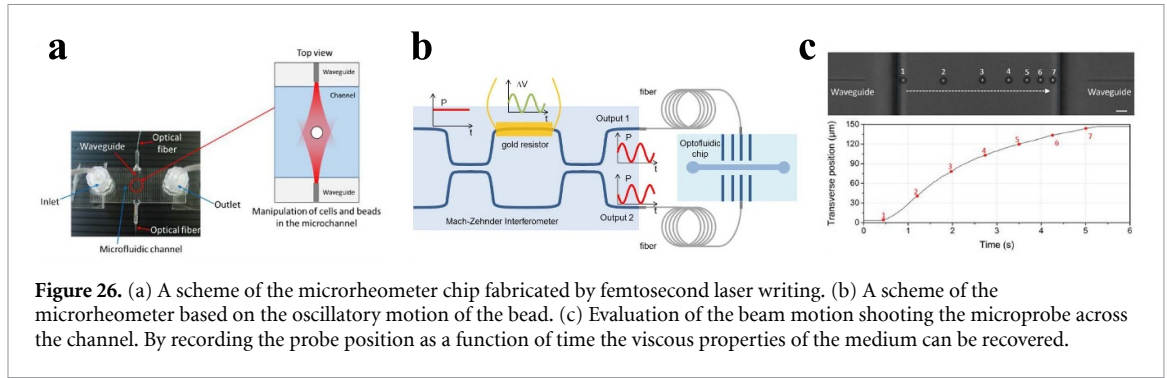 a
Top view
Waveguide
Channel
Waveguide
Manipulation of cells and beads
in the microchannel
Optical
fiber
Waveguide
Inlet
Outlet
Optical fiber
Microfluidic channel
b
P
t
ΔV
t
gold resistor
Output 1
fiber
P
t
Optofluidic
chip
P
t
Mach-Zehnder Interferometer
Output 2
fiber
c
1 2 3 4 5 6 7
Waveguide
Waveguide
Transverse position (μm)
150
120
90
60
30
0
1
2
3
4
5
6
7
0 1 2 3 4 5 6
Time (s)
Figure 26. (a) A scheme of the microrheometer chip fabricated by femtosecond laser writing. (b) A scheme of the
microrheometer based on the oscillatory motion of the bead. (c) Evaluation of the beam motion shooting the microprobe across
the channel. By recording the probe position as a function of time the viscous properties of the medium can be recovered.